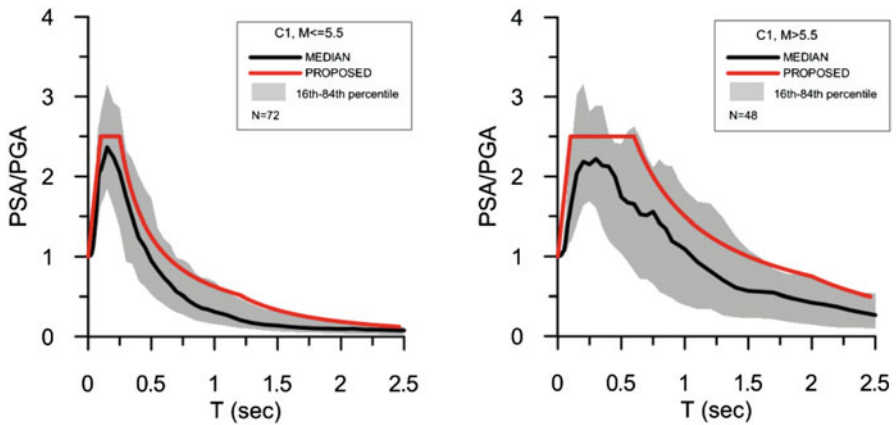 C1, M<=5.5
MEDIAN
PROPOSED
16th-84th percentile
N=72
PSA/PGA
4
3
2
1
0
0 0.5 1 1.5 2 2.5
T (sec)
C1, M>5.5
MEDIAN
PROPOSED
16th-84th percentile
N=48
PSA/PGA
4
3
2
1
0
0 0.5 1 1.5 2 2.5
T (sec)